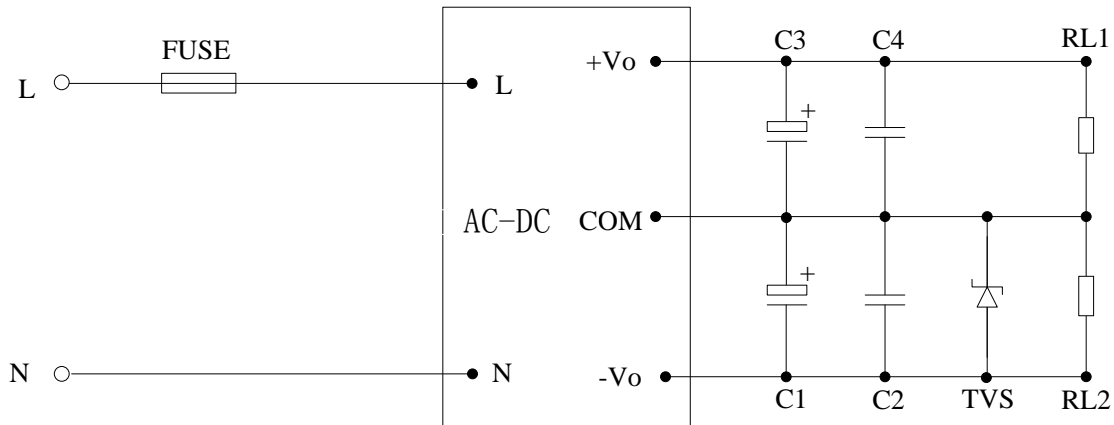 FUSE
L
L
N
N
AC-DC
+Vo
COM
-Vo
C3
C4
RL1
+
+
C1
C2
TVS
RL2